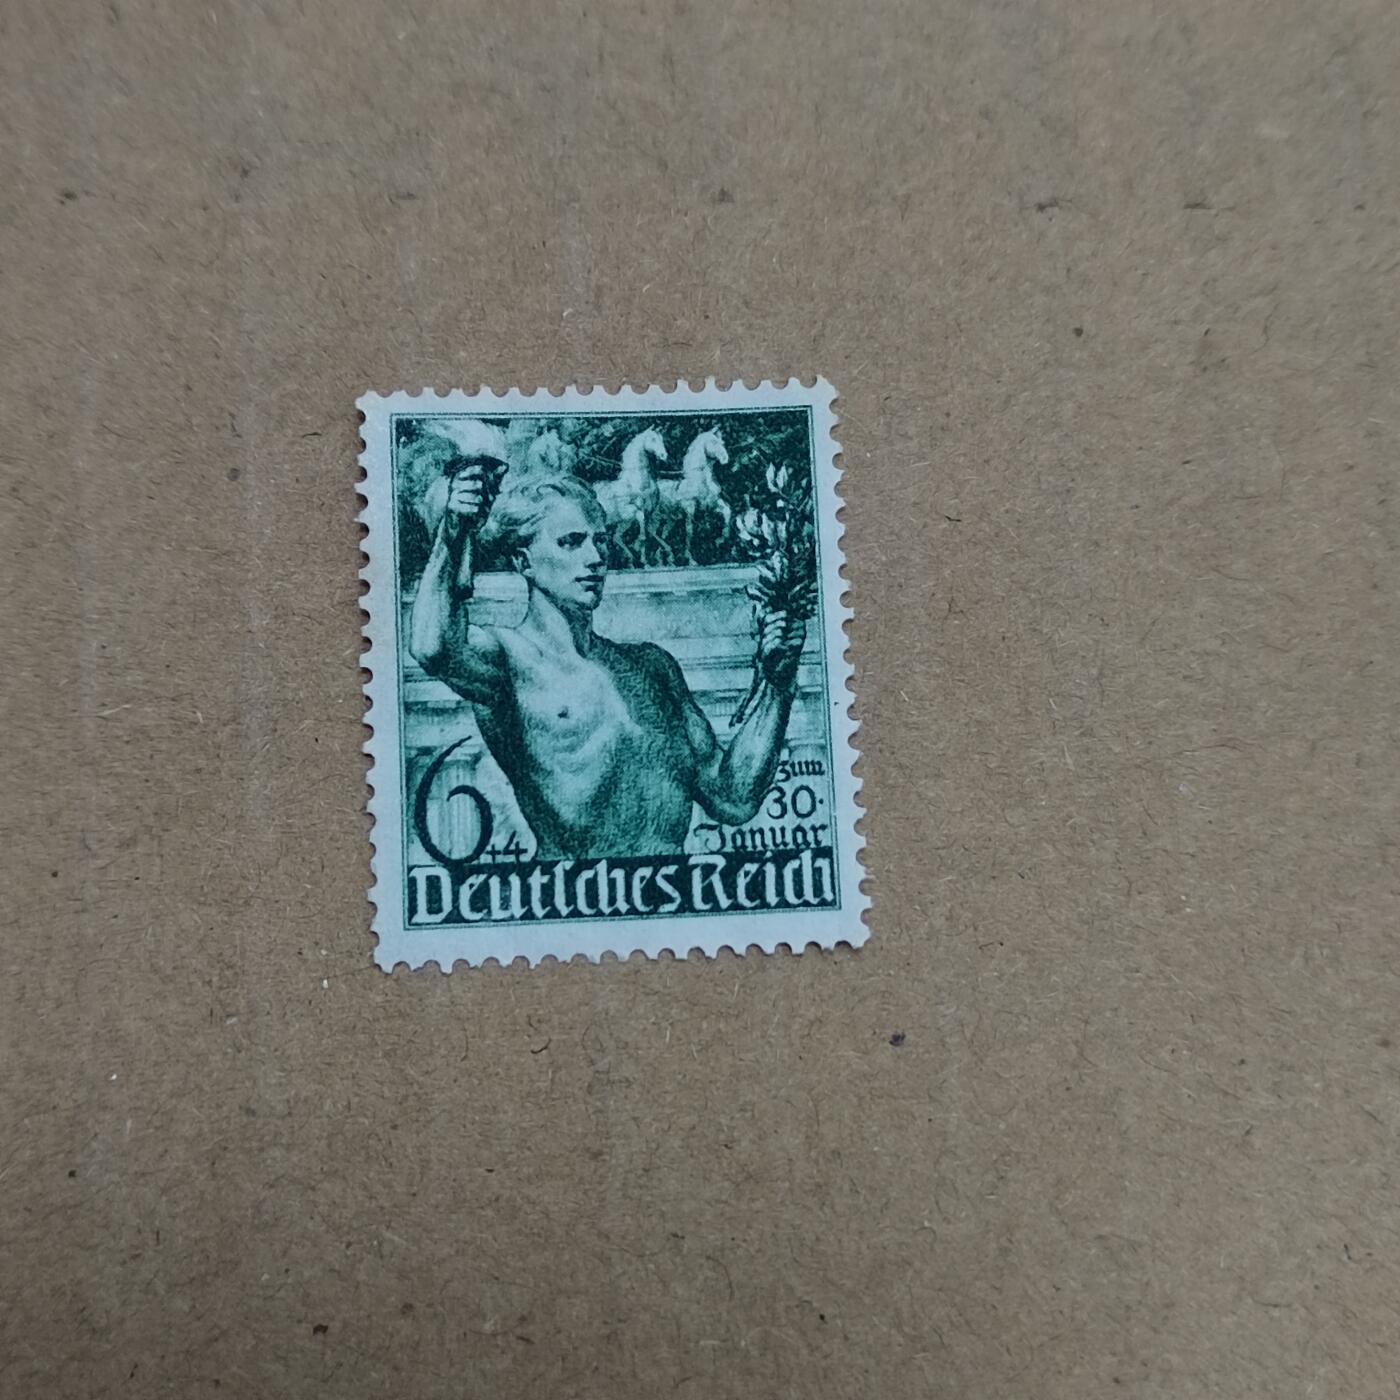 6+4
zum
30.
Januar
Deutsches Reich